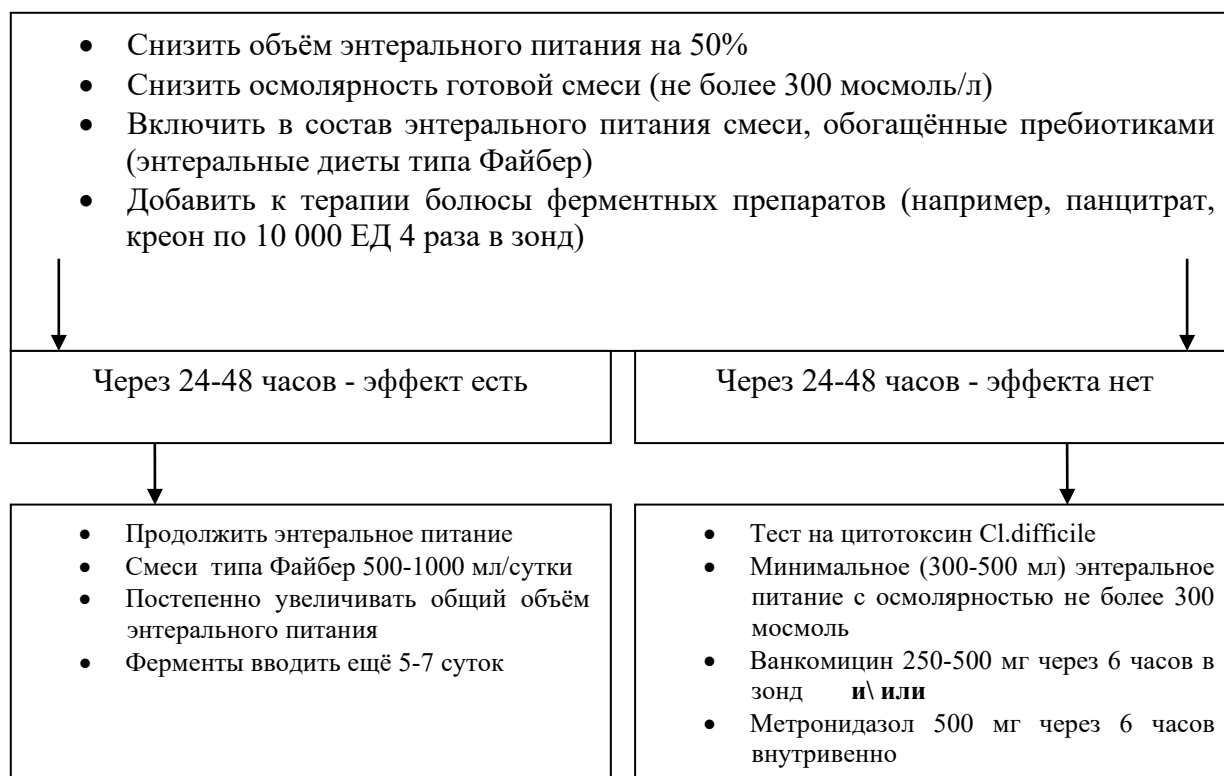 • Снизить объём энтерального питания на 50%
• Снизить осмолярность готовой смеси (не более 300 мосмоль/л)
• Включить в состав энтерального питания смеси, обогащённые пребиотиками
(энтеральные диеты типа Файбер)
• Добавить к терапии болюсы ферментных препаратов (например, панцитрат,
креон по 10 000 ЕД 4 раза в зонд)
Через 24-48 часов - эффект есть
Через 24-48 часов - эффекта нет
• Продолжить энтеральное питание
• Смеси типа Файбер 500-1000 мл/сутки
• Постепенно увеличивать общий объём
энтерального питания
• Ферменты вводить ещё 5-7 суток
• Тест на цитотоксин Cl.difficile
• Минимальное (300-500 мл) энтеральное
питание с осмолярностью не более 300
мосмоль
• Ванкомицин 250-500 мг через 6 часов в
зонд и\ или
• Метронидазол 500 мг через 6 часов
внутривенно